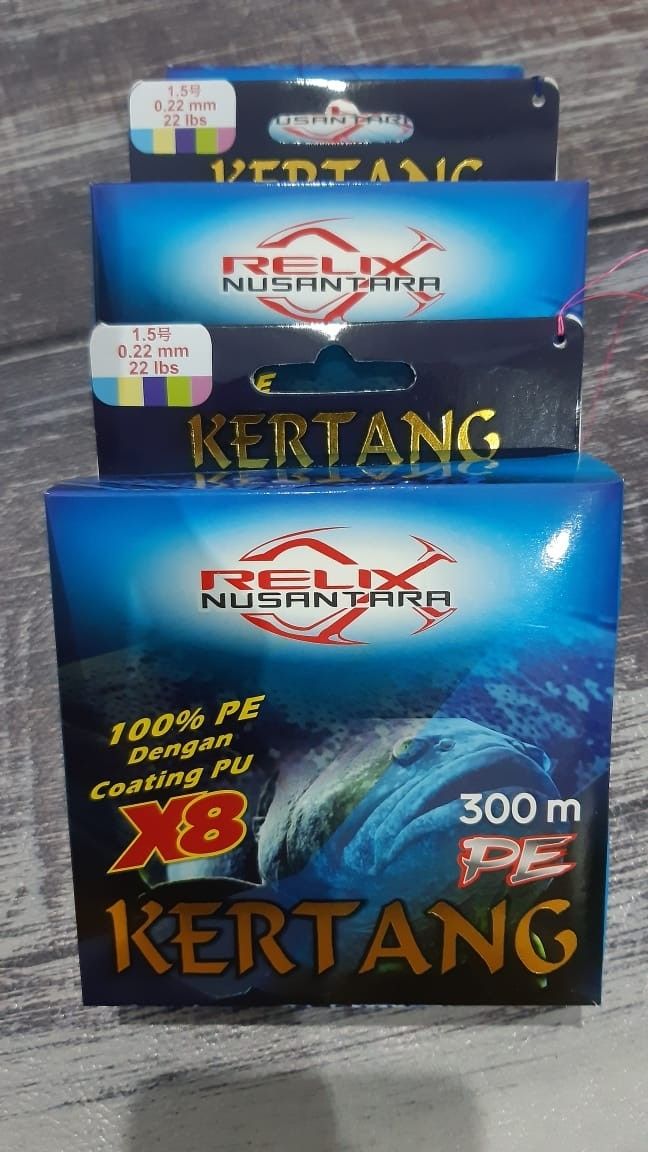 1.5号
0.22 mm
22 lbs
USANTAR
KERTANG
RELIX
NUSANTARA
1.5号
0.22 mm
22 lbs
E
KERTANG
RELIX
NUSANTARA
100% PE
Dengan
Coating PU
X8
300 m
PE
KERTANG